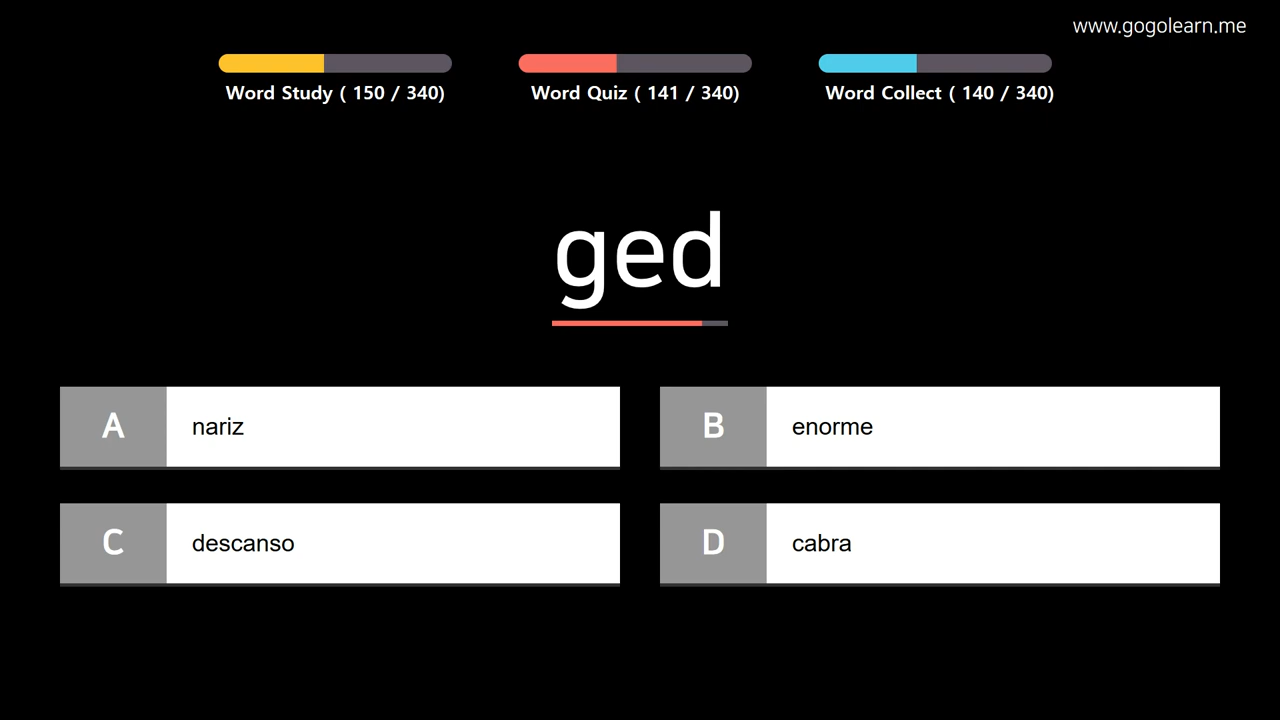 www.gogolearn.me
Word Study ( 150 / 340)
Word Quiz ( 141 / 340)
Word Collect ( 140 / 340)
ged
A nariz
B enorme
C descanso
D cabra